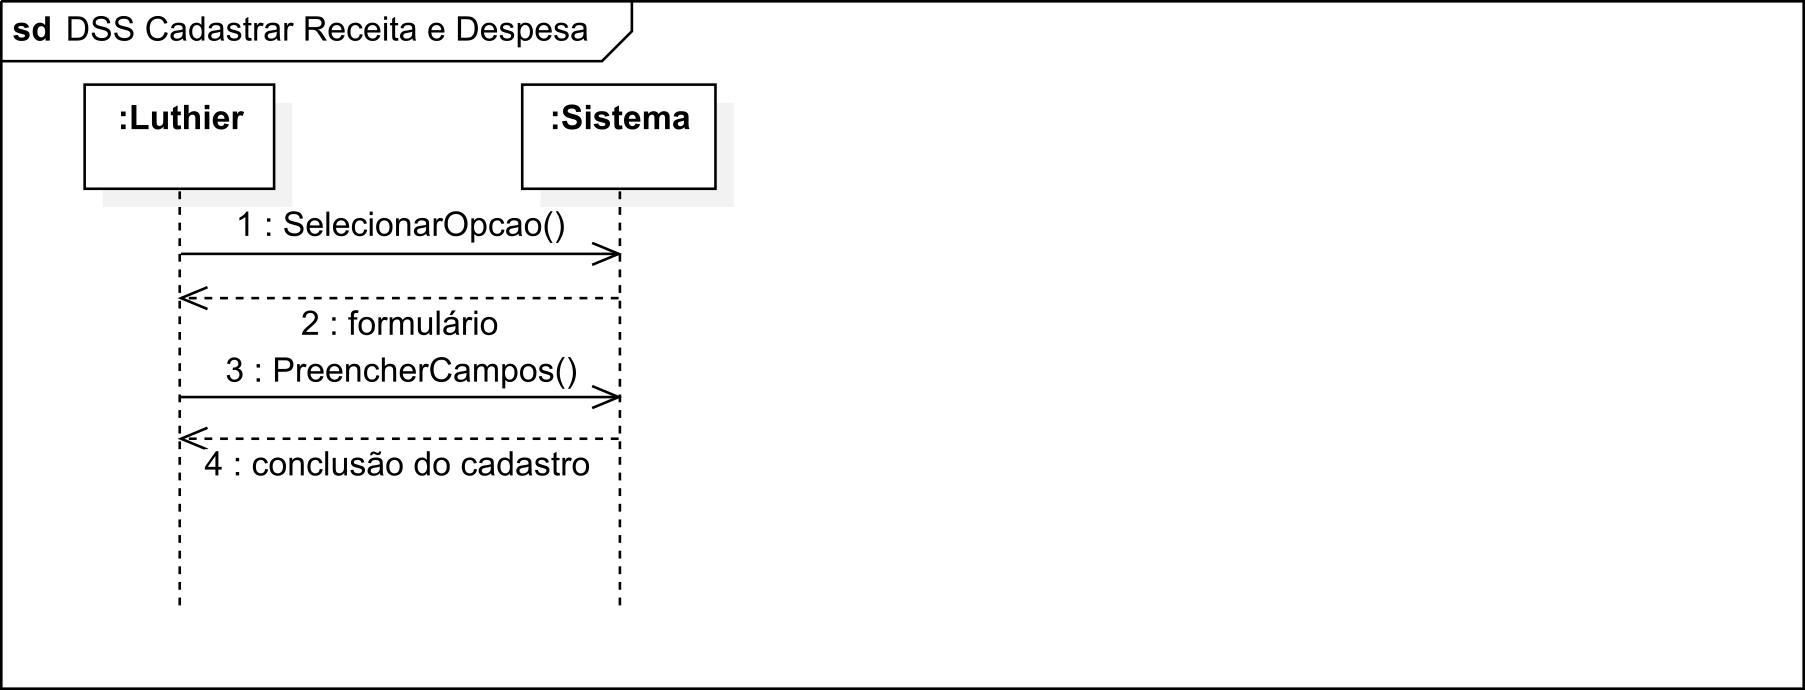 sd DSS Cadastrar Receita e Despesa
:Luthier
:Sistema
1 : SelecionarOpcao()
2 : formulário
3 : PreencherCampos()
4 : conclusão do cadastro